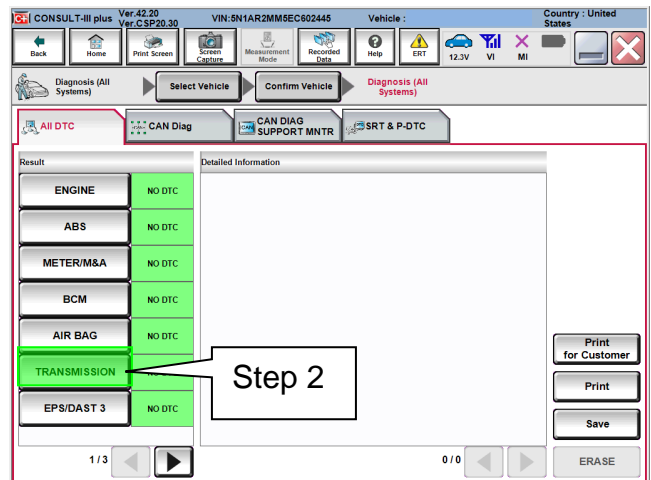 CONSULT-III plus
Ver.42.20
Ver.CSP20.30
VIN:5N1AR2MM5EC602445
Vehicle :
Country : United
States
Back
Home
Print Screen
Screen
Capture
Measurement
Mode
Recorded
Data
Help
ERT
12.3V
VI
MI
Diagnosis (All
Systems)
Select Vehicle
Confirm Vehicle
Diagnosis (All
Systems)
All DTC
CAN Diag
CAN DIAG
SUPPORT MNTR
SRT & P-DTC
Result
Detailed Information
ENGINE
NO DTC
ABS
NO DTC
METER/M&A
NO DTC
BCM
NO DTC
AIR BAG
NO DTC
TRANSMISSION
Step 2
EPS/DAST 3
NO DTC
Print
for Customer
Print
Save
1/3
0/0
ERASE